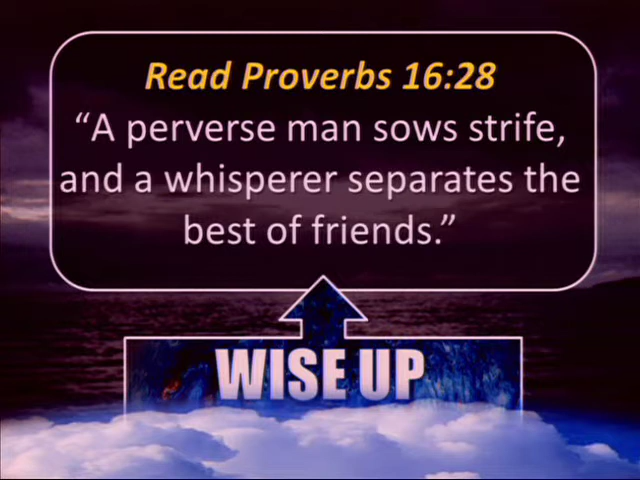 Read Proverbs 16:28
“A perverse man sows strife,
and a whisperer separates the
best of friends.”
WISE UP